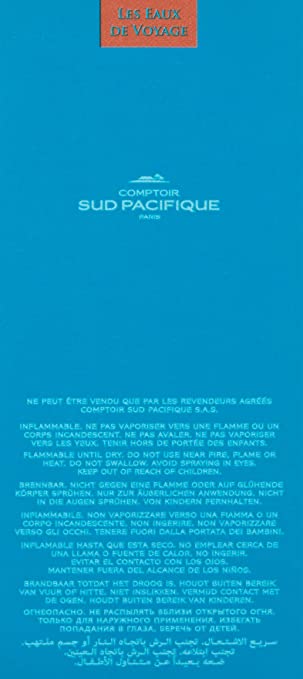 LES EAUX
DE VOYAGE
COMPTOIR
SUD PACIFIQUE
PARIS
NE PEUT ÊTRE VENDU QUE PAR LES REVENDEURS AGRÉÉS
COMPTOIR SUD PACIFIQUE S.A.S.
INFLAMMABLE. NE PAS VAPORISER VERS UNE FLAMME OU UN
CORPS INCANDESCENT. NE PAS AVALER. NE PAS VAPORISER
VERS LES YEUX. TENIR HORS DE PORTÉE DES ENFANTS.
FLAMMABLE UNTIL DRY. DO NOT USE NEAR FIRE, FLAME OR
HEAT. DO NOT SWALLOW. AVOID SPRAYING IN EYES.
KEEP OUT OF REACH OF CHILDREN.
BRENNBAR. NICHT GEGEN EINE FLAMME ODER AUF GLÜHENDE
KÖRPER SPRÜHEN. NUR ZUR ÄUßERLICHEN ANWENDUNG. NICHT
IN DIE AUGEN SPRÜHEN. VON KINDERN FERNHALTEN.
INFIAMMABILE. NON VAPORIZZARE VERSO UNA FIAMMA O UN
CORPO INCANDESCENTE. NON INGERIRE. NON VAPORIZZARE
VERSO GLI OCCHI. TENERE FUORI DALLA PORTATA DEI BAMBINI.
INFLAMABLE HASTA QUE ESTA SECO. NO EMPLEAR CERCA DE
UNA LLAMA O FUENTE DE CALOR. NO INGERIR.
EVITAR EL CONTACTO CON LOS OJOS.
MANTENER FUERA DEL ALCANCE DE LOS NIÑOS.
BRANDBAAR TOTDAT HET DROOG IS. HOUDT BUITEN BEREIK
VAN VUUR OF HITTE. NIET INSLIKKEN. VERMIJD CONTACT MET
DE OGEN. HOUDT BUITEN BEREIK VAN KINDEREN.
ОГНЕОПАСНО. НЕ РАСПЫЛЯТЬ ВБЛИЗИ ОТКРЫТОГО ОГНЯ.
ТОЛЬКО ДЛЯ НАРУЖНОГО ПРИМЕНЕНИЯ. ИЗБЕГАТЬ
ПОПАДАНИЯ В ГЛАЗА. БЕРЕЧЬ ОТ ДЕТЕЙ.
سريع الاشتعال. تجنب الرش باتجاه النار أو جسم ملتهب.
تجنب ابتلاعه. تجنب الرش باتجاه العينين.
ضعه بعيداً عن متناول الأطفال.